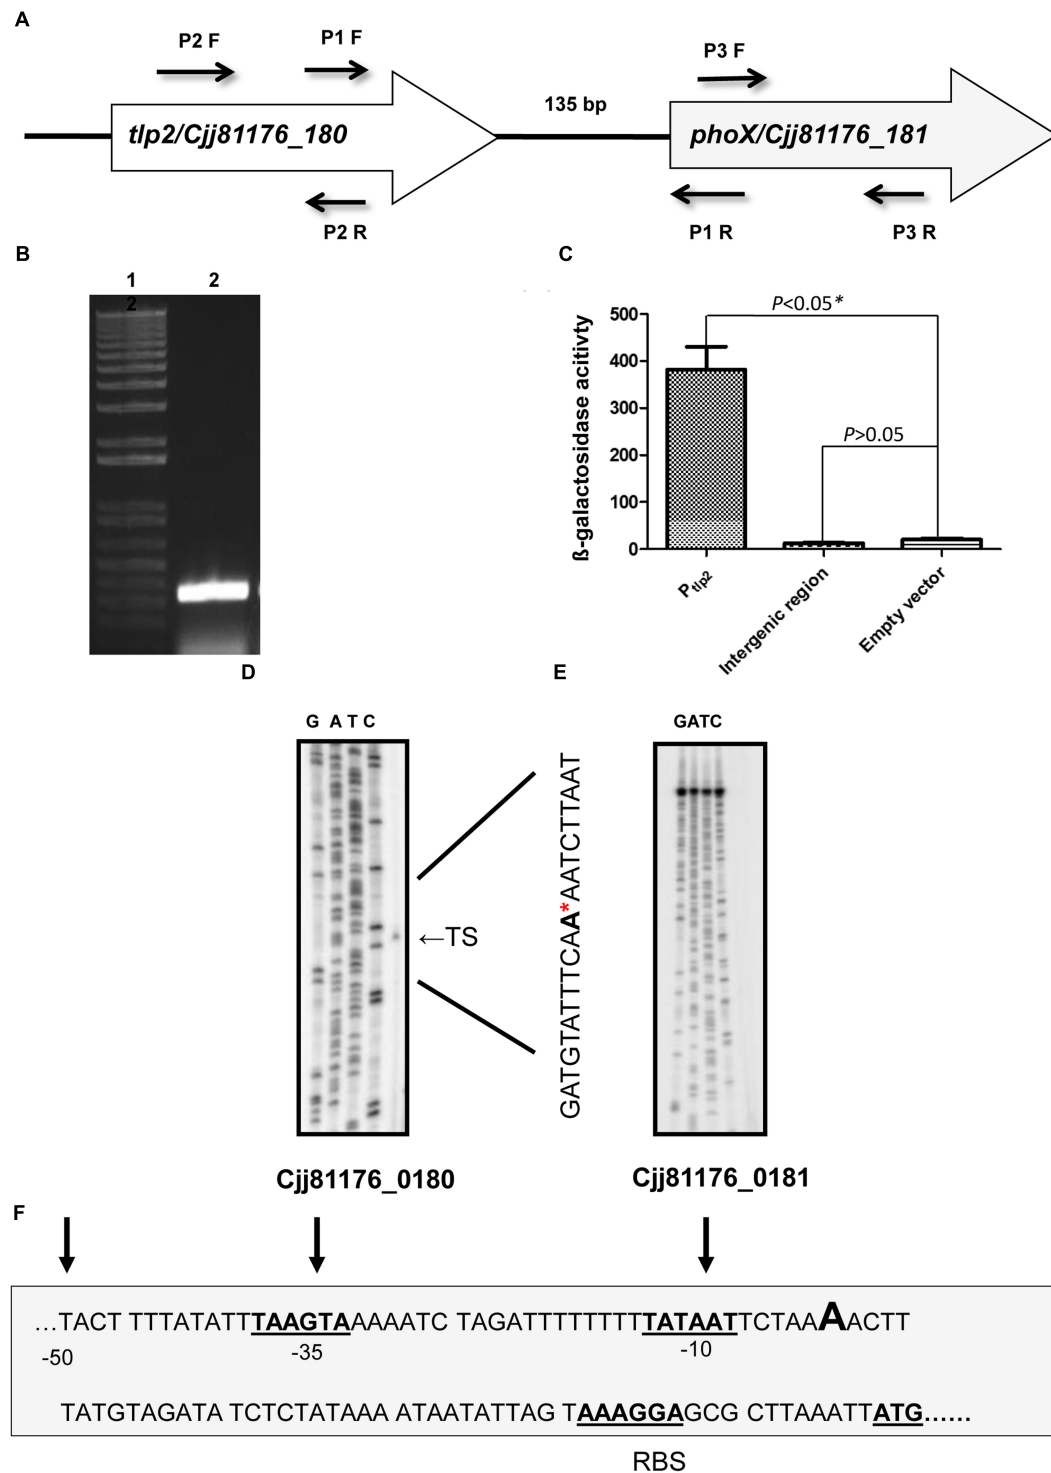 A
P2 F
P1 F
P3 F
135 bp
tlp2/Cjj81176_180
phoX/Cjj81176_181
P2 R
P1 R
P3 R
B
1 2
2
C
ß-galactosidase acitivty
500
400
300
200
100
0
P<0.05*
P>0.05
Ptlp2
Intergenic region
Empty vector
D
E
G A T C
GATC
←TS
GATGTATTTCAA*AATCTTAAT
Cjj81176_0180
Cjj81176_0181
F
...TACT TTTATATTTAAGTAAAAATC TAGATTTTTTTTTATAATTCTAAAACTT
-50
-35
-10
TATGTAGATA TCTCTATAAA ATAATATTAG TAAAGGAGCG CTTAAATTATG......
RBS